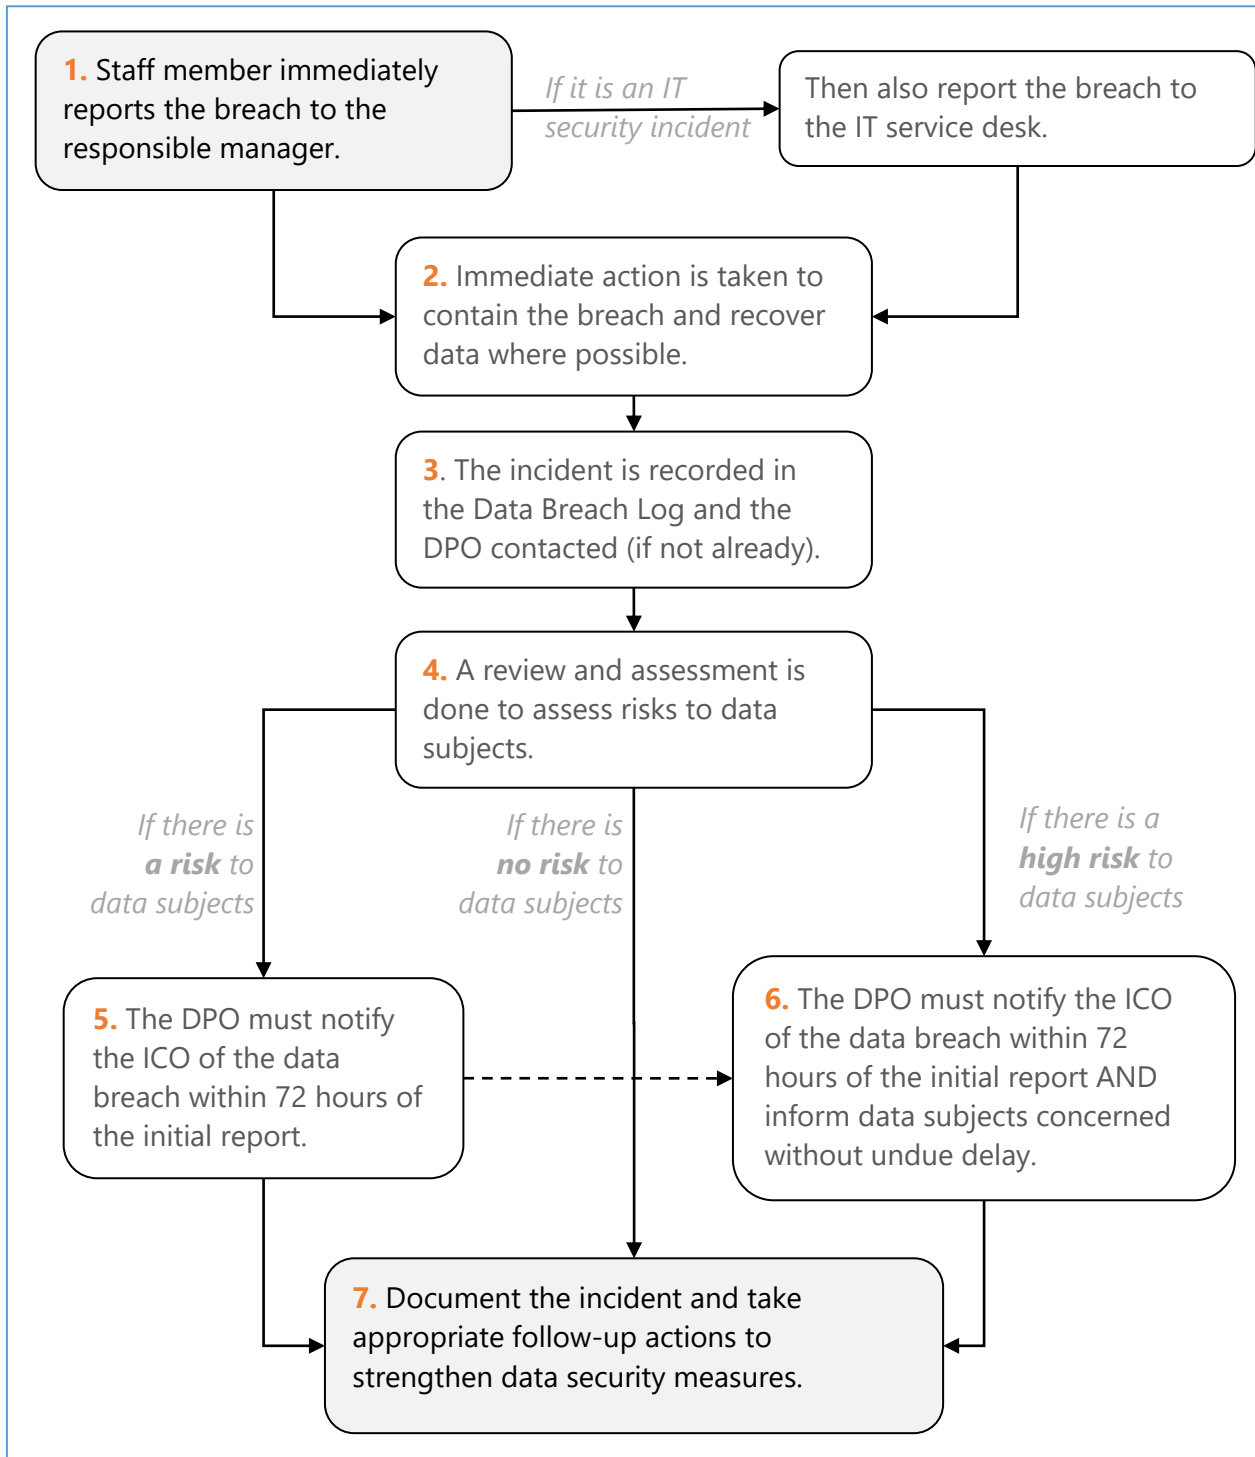 1. Staff member immediately
reports the breach to the
responsible manager.
If it is an IT
security incident
Then also report the breach to
the IT service desk.
2. Immediate action is taken to
contain the breach and recover
data where possible.
3. The incident is recorded in
the Data Breach Log and the
DPO contacted (if not already).
4. A review and assessment is
done to assess risks to data
subjects.
If there is
a risk to
data subjects
If there is
no risk to
data subjects
If there is a
high risk to
data subjects
5. The DPO must notify
the ICO of the data
breach within 72 hours of
the initial report.
6. The DPO must notify the ICO
of the data breach within 72
hours of the initial report AND
inform data subjects concerned
without undue delay.
7. Document the incident and take
appropriate follow-up actions to
strengthen data security measures.